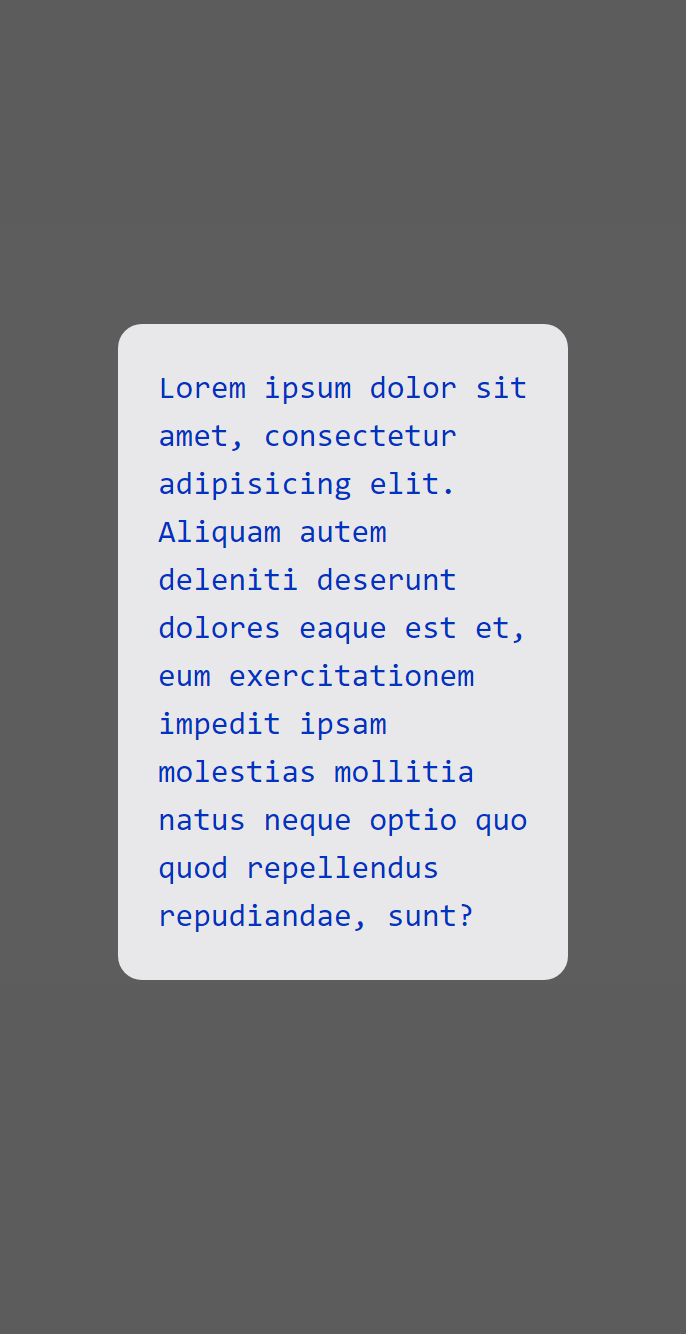 Lorem ipsum dolor sit
amet, consectetur
adipisicing elit.
Aliquam autem
deleniti deserunt
dolores eaque est et,
eum exercitationem
impedit ipsam
molestias mollitia
natus neque optio quo
quod repellendus
repudiandae, sunt?